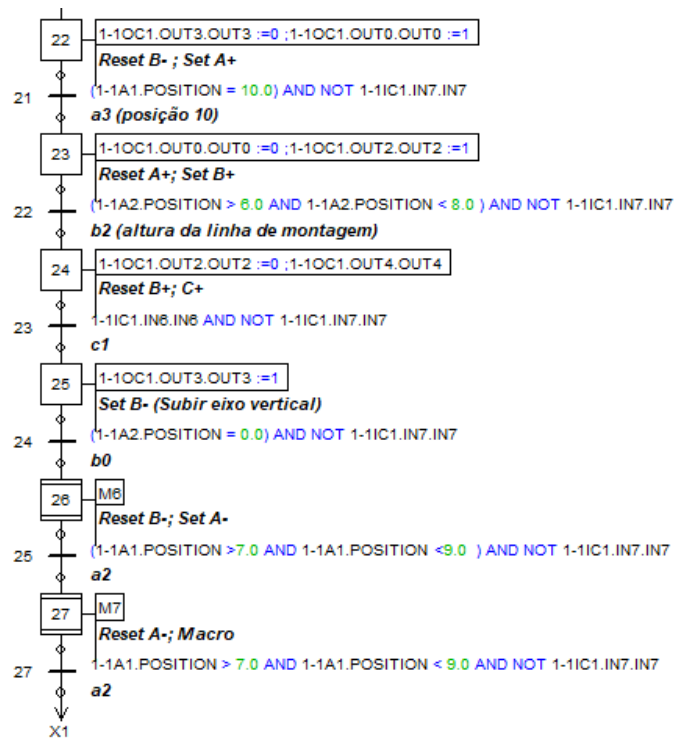 22 1-1OC1.OUT3.OUT3 :=0 ;1-1OC1.OUT0.OUT0 :=1
Reset B- ; Set A+
21 (1-1A1.POSITION = 10.0) AND NOT 1-1IC1.IN7.IN7
a3 (posição 10)
23 1-1OC1.OUT0.OUT0 :=0 ;1-1OC1.OUT2.OUT2 :=1
Reset A+; Set B+
22 (1-1A2.POSITION > 6.0 AND 1-1A2.POSITION < 8.0 ) AND NOT 1-1IC1.IN7.IN7
b2 (altura da linha de montagem)
24 1-1OC1.OUT2.OUT2 :=0 ;1-1OC1.OUT4.OUT4
Reset B+; C+
23 1-1IC1.IN6.IN6 AND NOT 1-1IC1.IN7.IN7
c1
25 1-1OC1.OUT3.OUT3 :=1
Set B- (Subir eixo vertical)
24 (1-1A2.POSITION = 0.0) AND NOT 1-1IC1.IN7.IN7
b0
26 M6
Reset B-; Set A-
25 (1-1A1.POSITION >7.0 AND 1-1A1.POSITION <9.0 ) AND NOT 1-1IC1.IN7.IN7
a2
27 M7
Reset A-; Macro
27 1-1A1.POSITION > 7.0 AND 1-1A1.POSITION < 9.0 AND NOT 1-1IC1.IN7.IN7
a2
X1